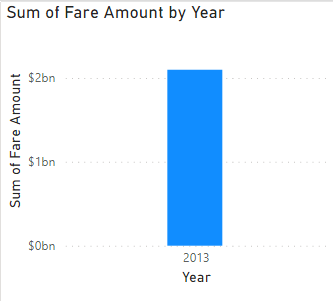 Sum of Fare Amount by Year
Sum of Fare Amount
$2bn
$1bn
$0bn
2013
Year